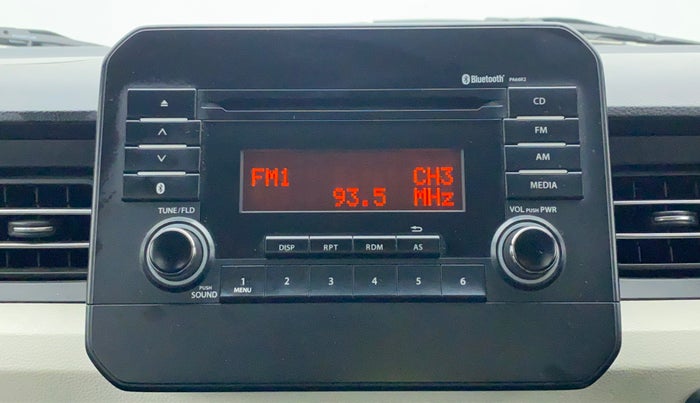 Bluetooth PA66R2
CD
FM
AM
MEDIA
FM1 CH3
93.5 MHz
TUNE/FLD
VOL PUSH PWR
DISP RPT RDM AS
PUSH SOUND
1 2 3 4 5 6
MENU